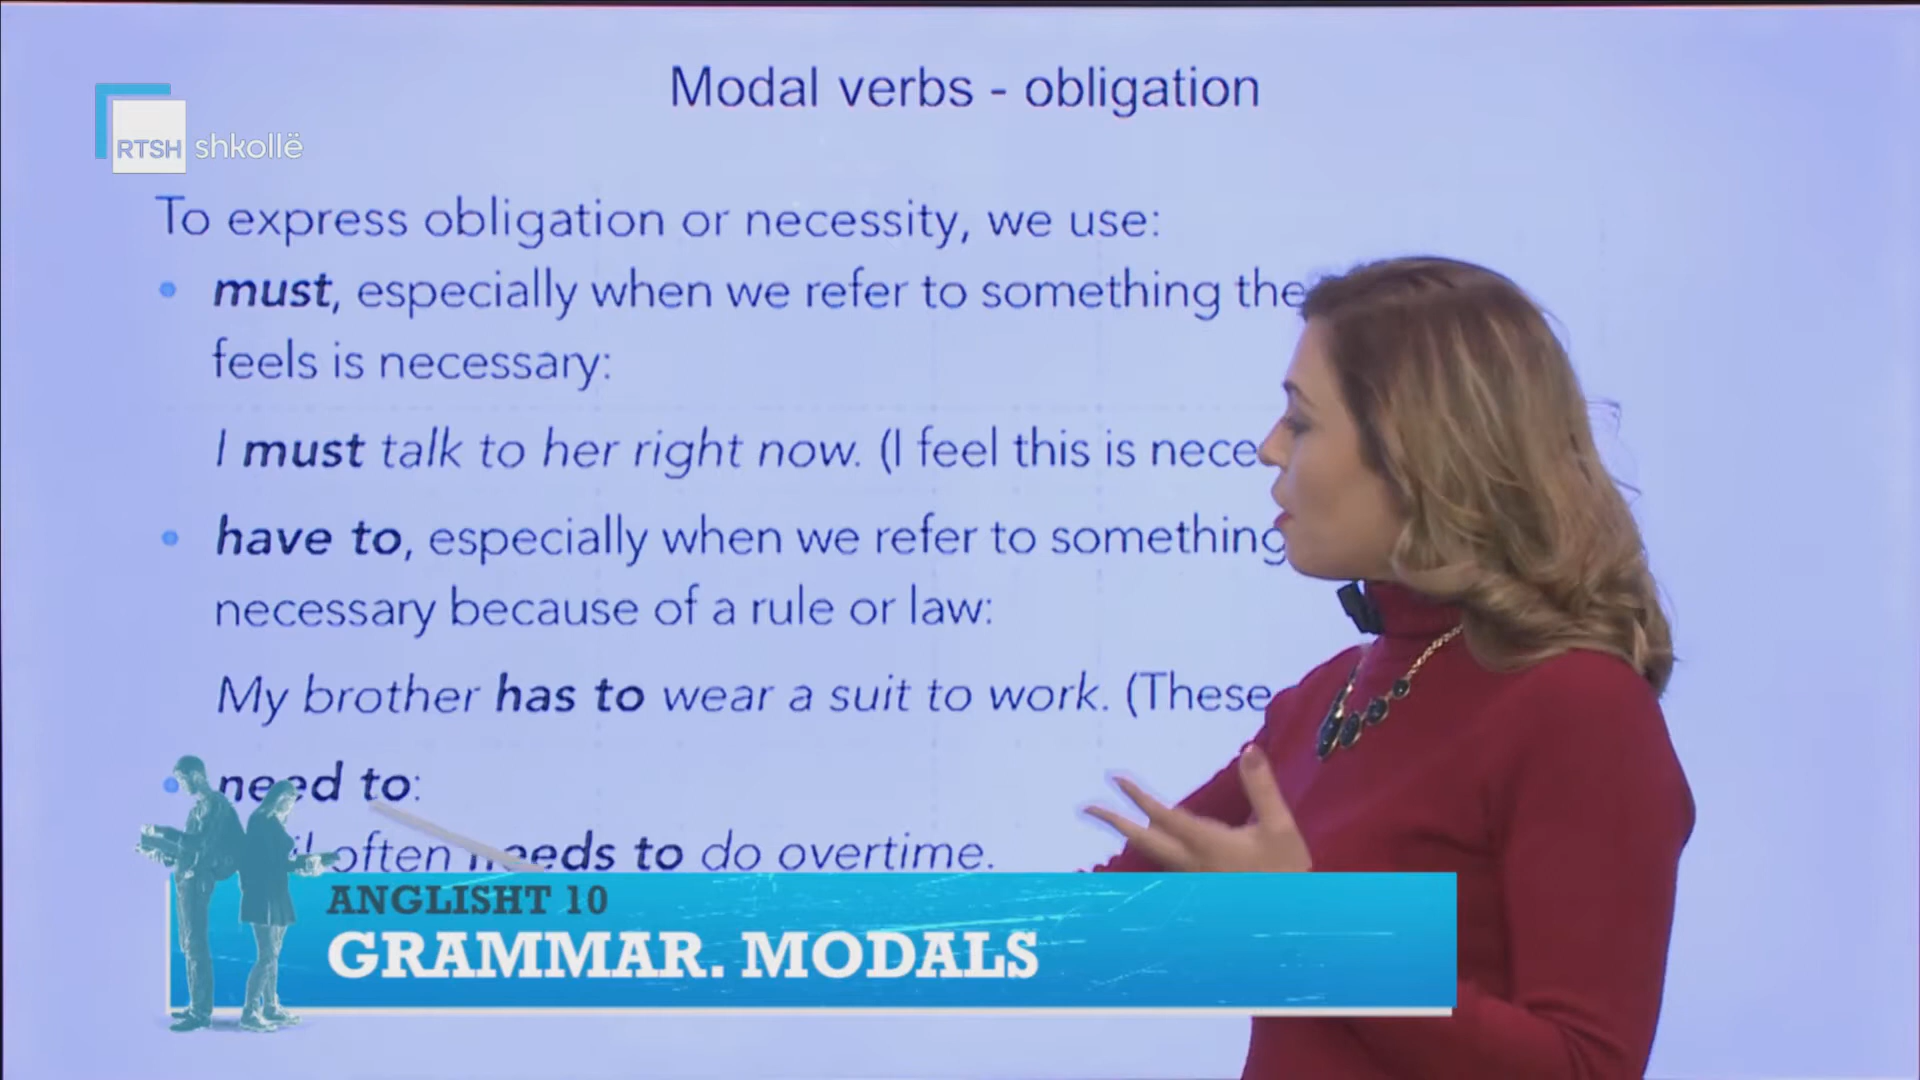 Modal verbs - obligation
RTSH shkollë
To express obligation or necessity, we use:
• must, especially when we refer to something the
feels is necessary:
I must talk to her right now. (I feel this is nece
• have to, especially when we refer to something
necessary because of a rule or law:
My brother has to wear a suit to work. (These
• need to:
often needs to do overtime.
ANGLISHT 10
GRAMMAR. MODALS